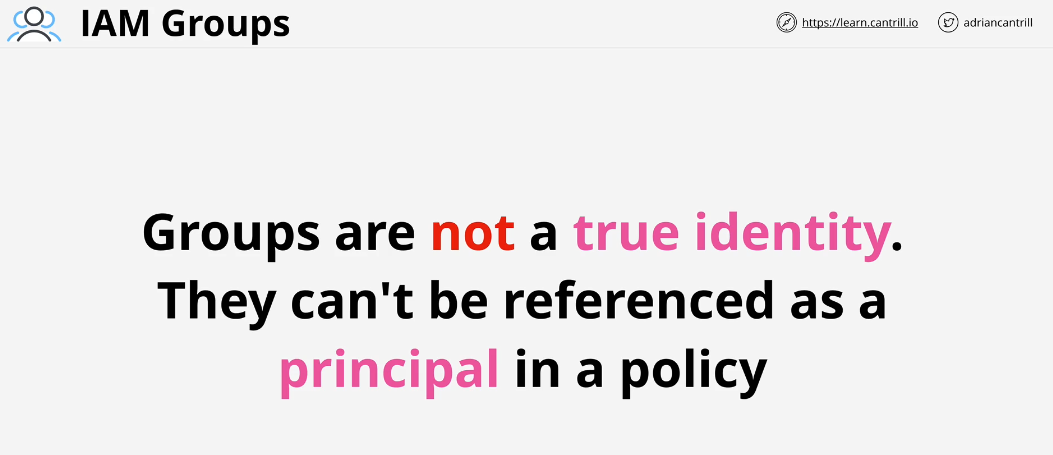 IAM Groups
https://learn.cantrill.io
adriancantrill
Groups are not a true identity.
They can't be referenced as a
principal in a policy